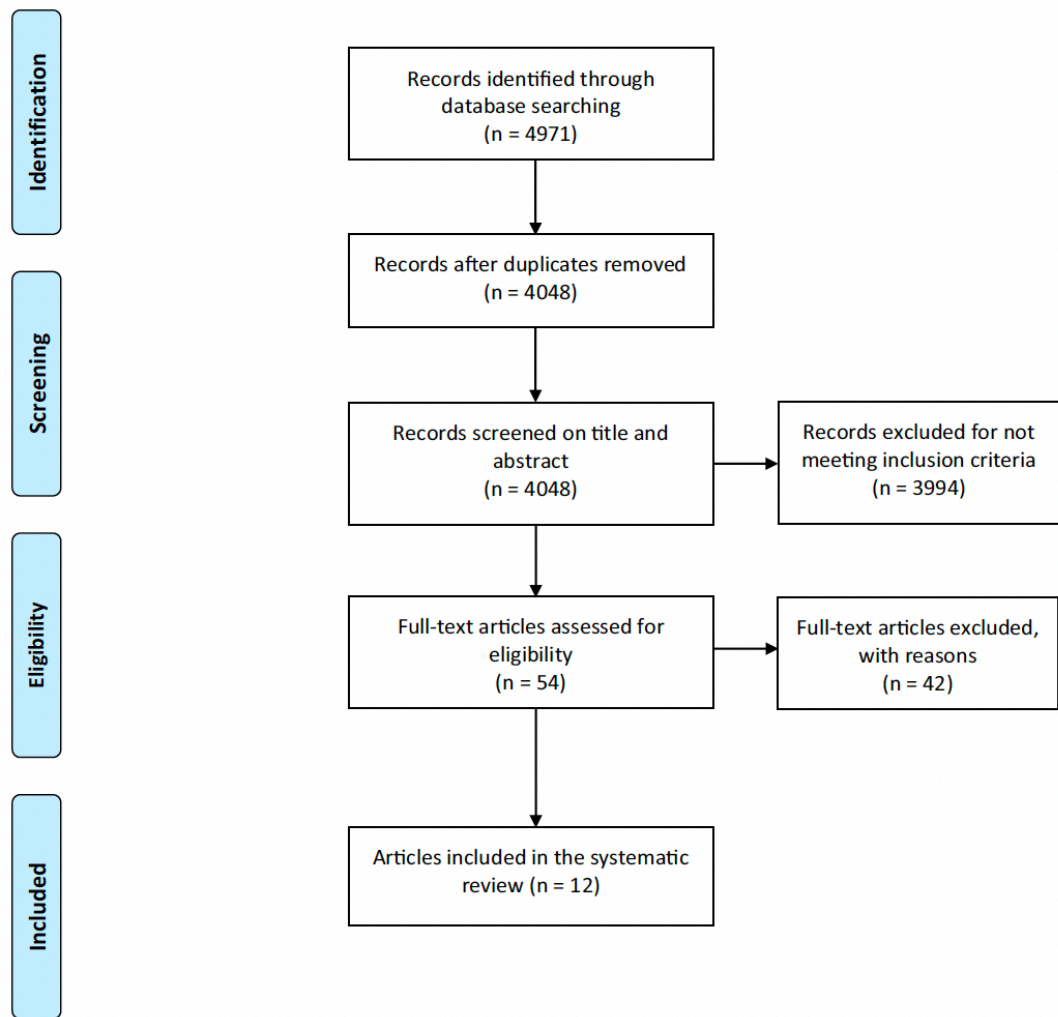 Identification
Records identified through
database searching
(n = 4971)
Records after duplicates removed
(n = 4048)
Screening
Records screened on title and
abstract
(n = 4048)
Records excluded for not
meeting inclusion criteria
(n = 3994)
Eligibility
Full-text articles assessed for
eligibility
(n = 54)
Full-text articles excluded,
with reasons
(n = 42)
Included
Articles included in the systematic
review (n = 12)